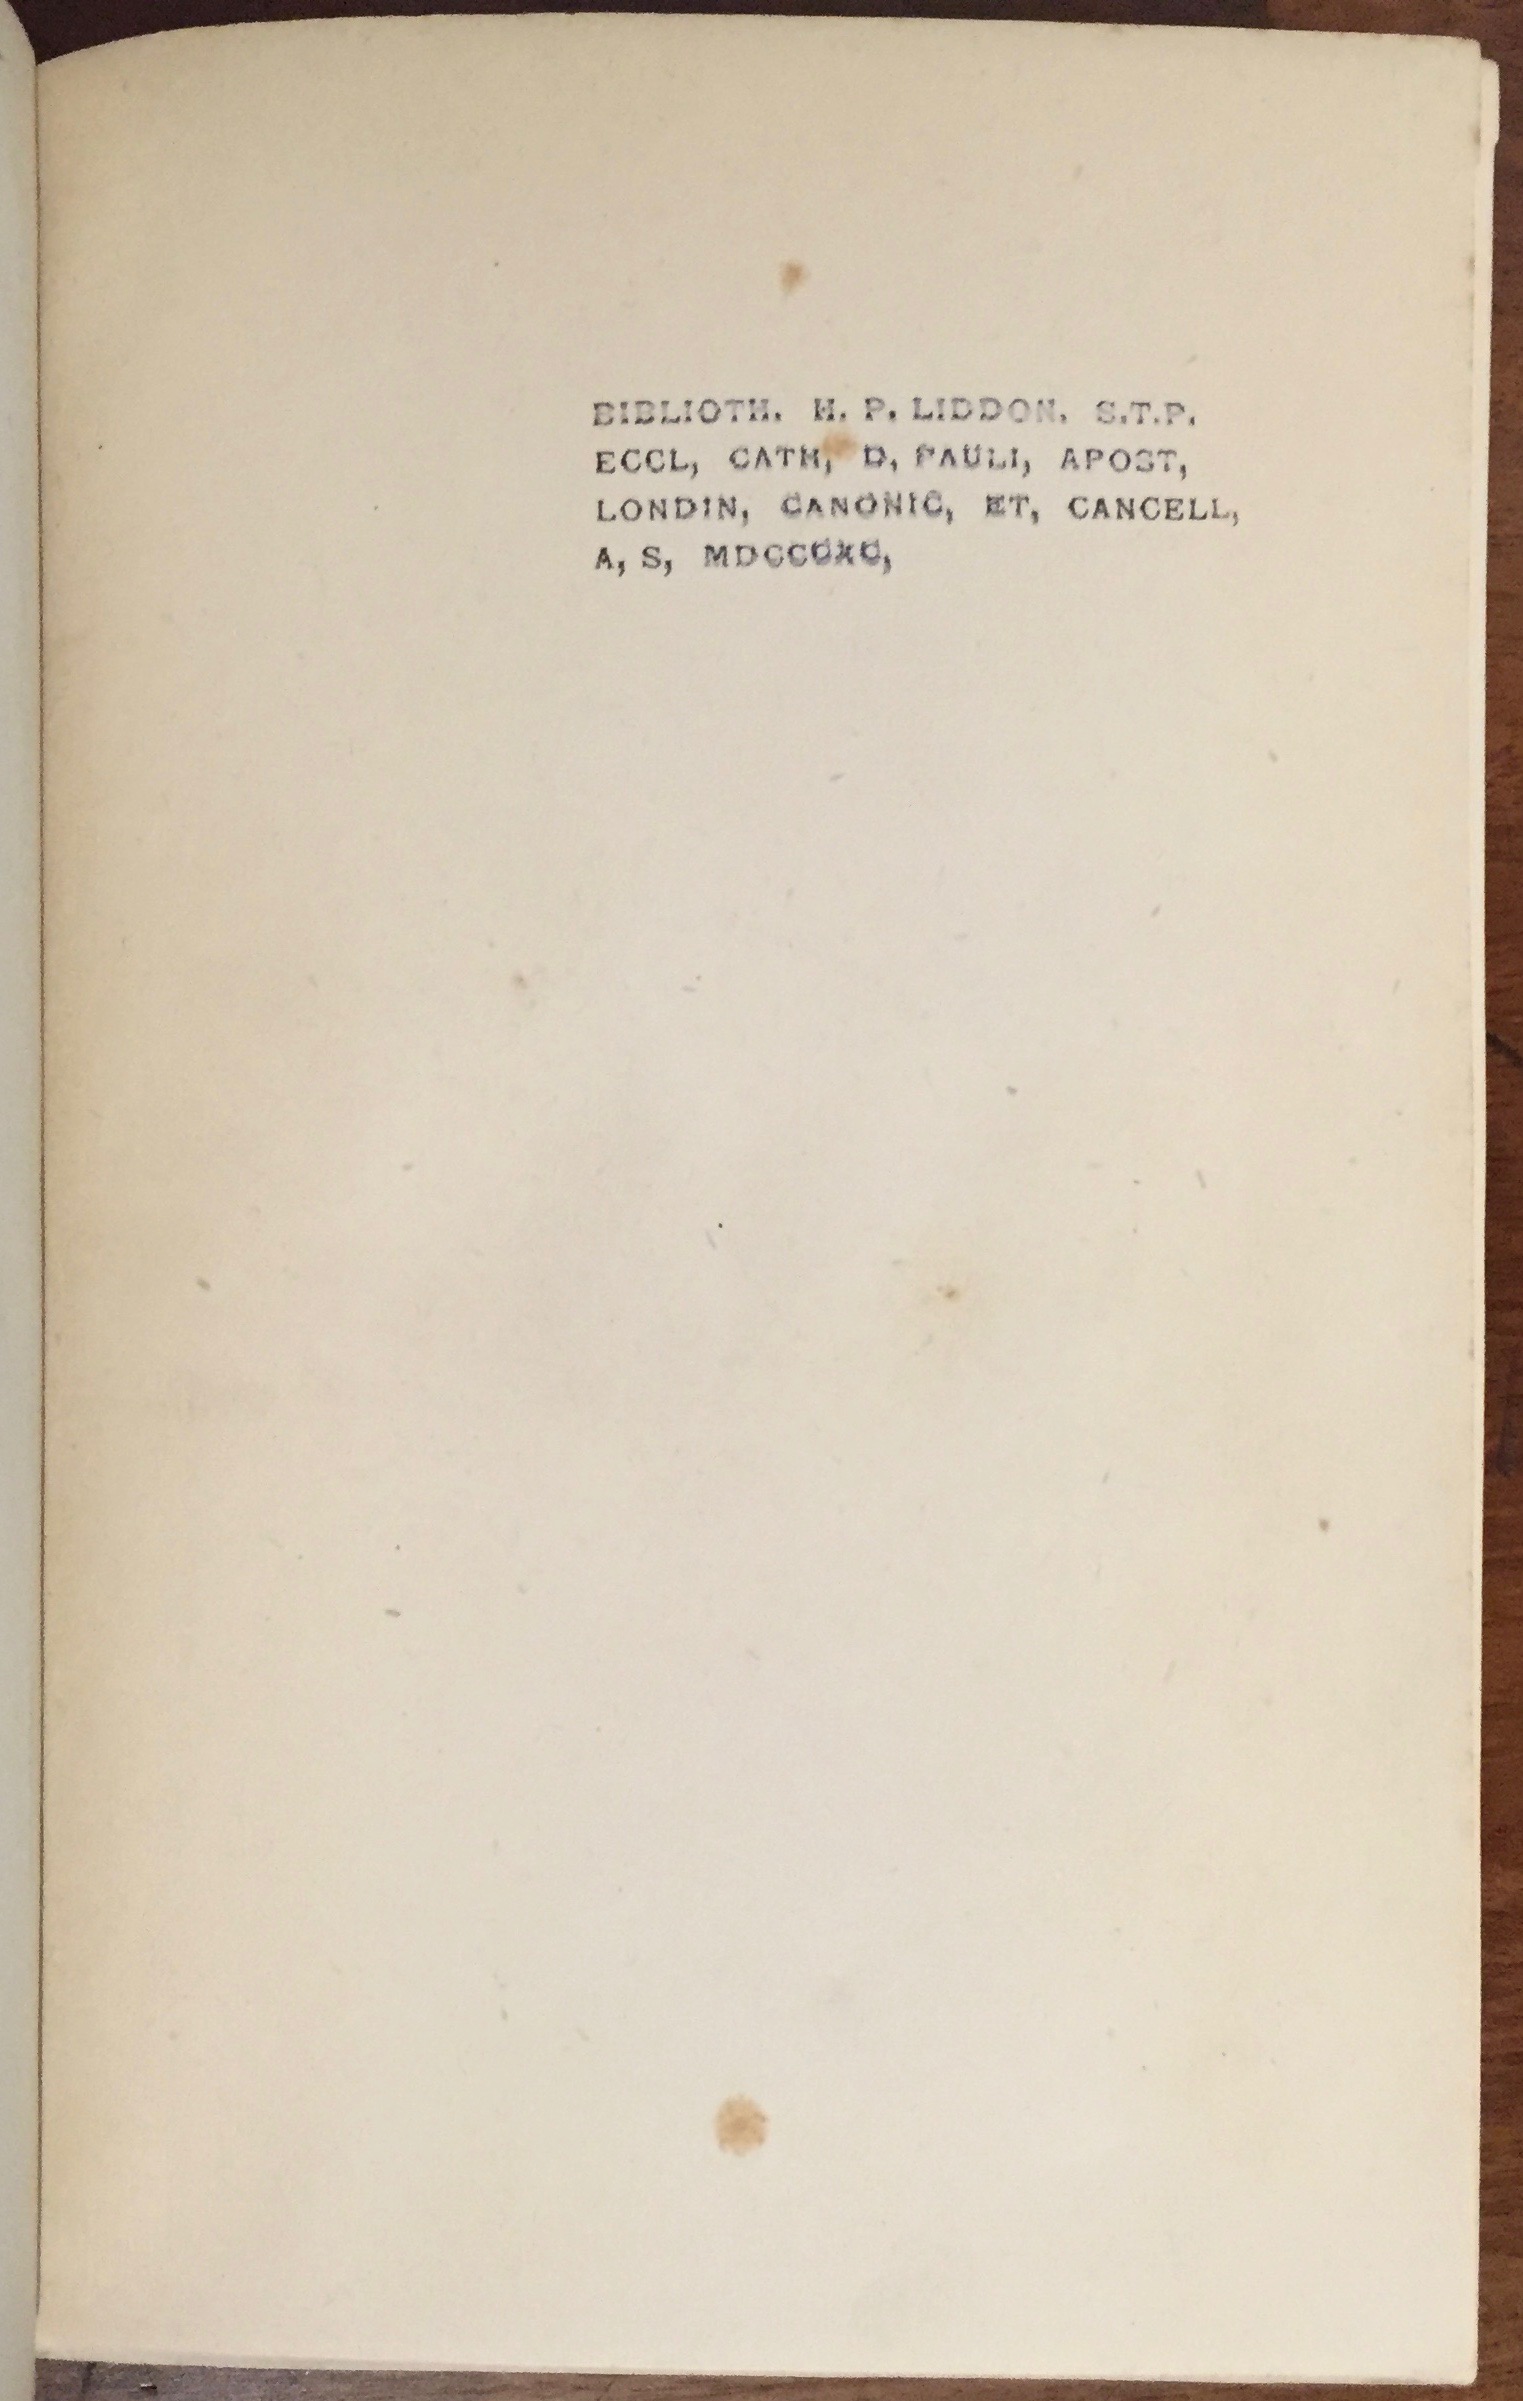 BIBLIOTH. H. P. LIDDON. S.T.P.
ECCL, CATH, D, PAULI, APOST,
LONDIN, CANONIC, ET, CANCELL,
A, S, MDCCCXC,